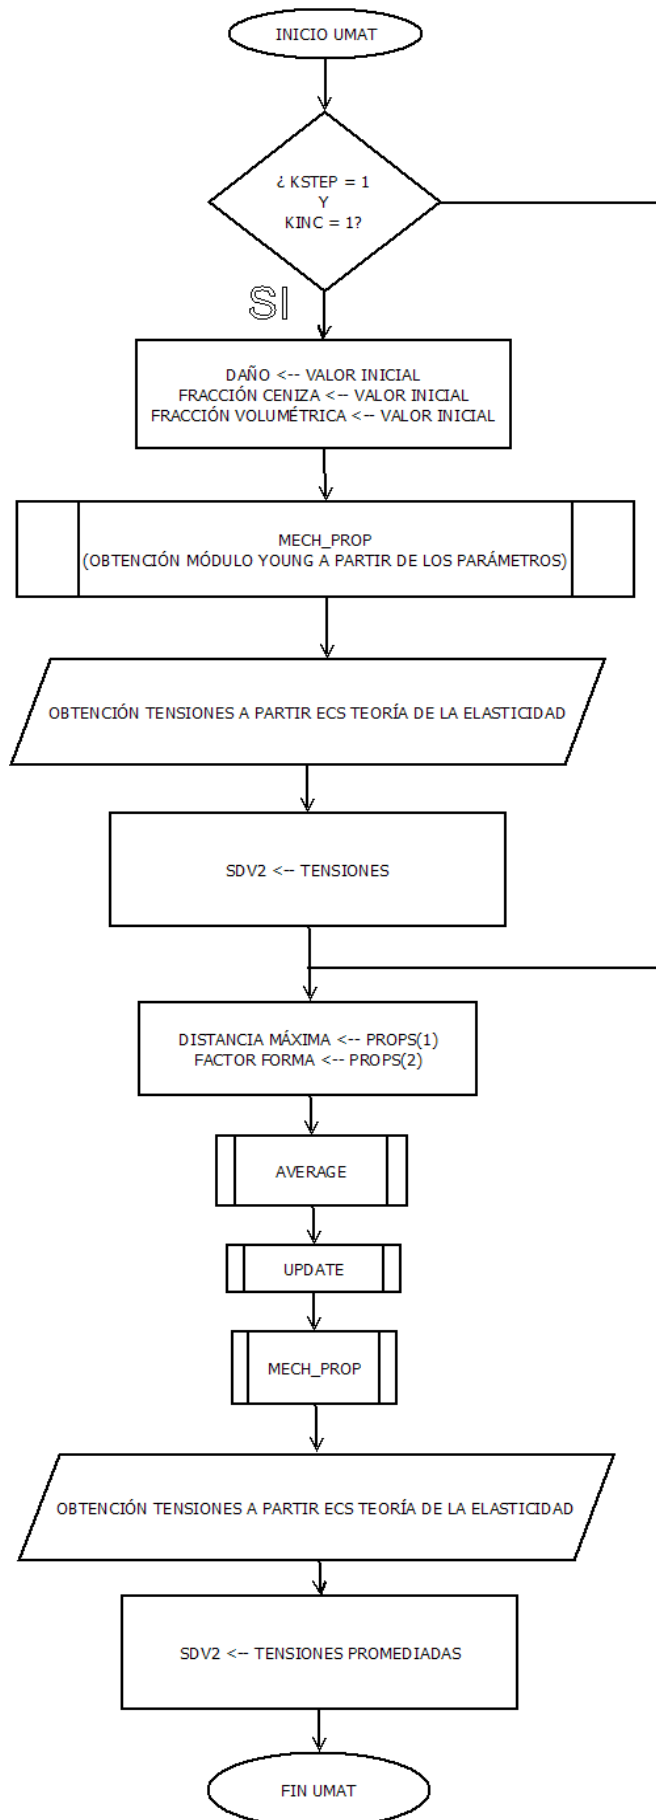 INICIO UMAT
¿ KSTEP = 1
Y
KINC = 1?
SI
DAÑO <-- VALOR INICIAL
FRACCIÓN CENIZA <-- VALOR INICIAL
FRACCIÓN VOLUMÉTRICA <-- VALOR INICIAL
MECH_PROP
(OBTENCIÓN MÓDULO YOUNG A PARTIR DE LOS PARÁMETROS)
OBTENCIÓN TENSIONES A PARTIR ECS TEORÍA DE LA ELASTICIDAD
SDV2 <-- TENSIONES
DISTANCIA MÁXIMA <-- PROPS(1)
FACTOR FORMA <-- PROPS(2)
AVERAGE
UPDATE
MECH_PROP
OBTENCIÓN TENSIONES A PARTIR ECS TEORÍA DE LA ELASTICIDAD
SDV2 <-- TENSIONES PROMEDIADAS
FIN UMAT